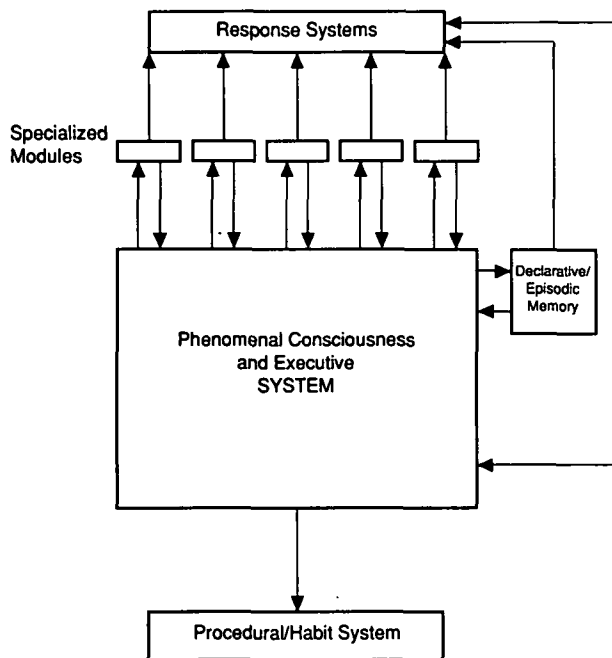 Response Systems
Specialized
Modules
Declarative/
Episodic
Memory
Phenomenal Consciousness
and Executive
SYSTEM
Procedural/Habit System